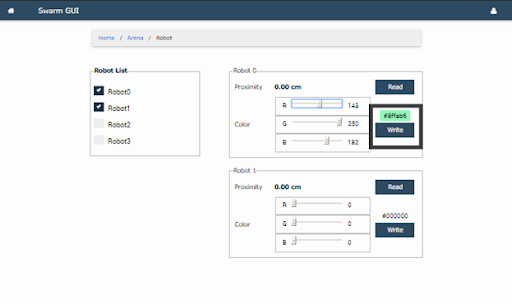 Swarm GUI
Home / Arena / Robot
Robot List
Robot0
Robot1
Robot2
Robot3
Robot 0
Proximity 0.00 cm Read
Color
R 143
G 250
B 182
#8ffab6
Write
Robot 1
Proximity 0.00 cm Read
Color
R 0
G 0
B 0
#000000
Write